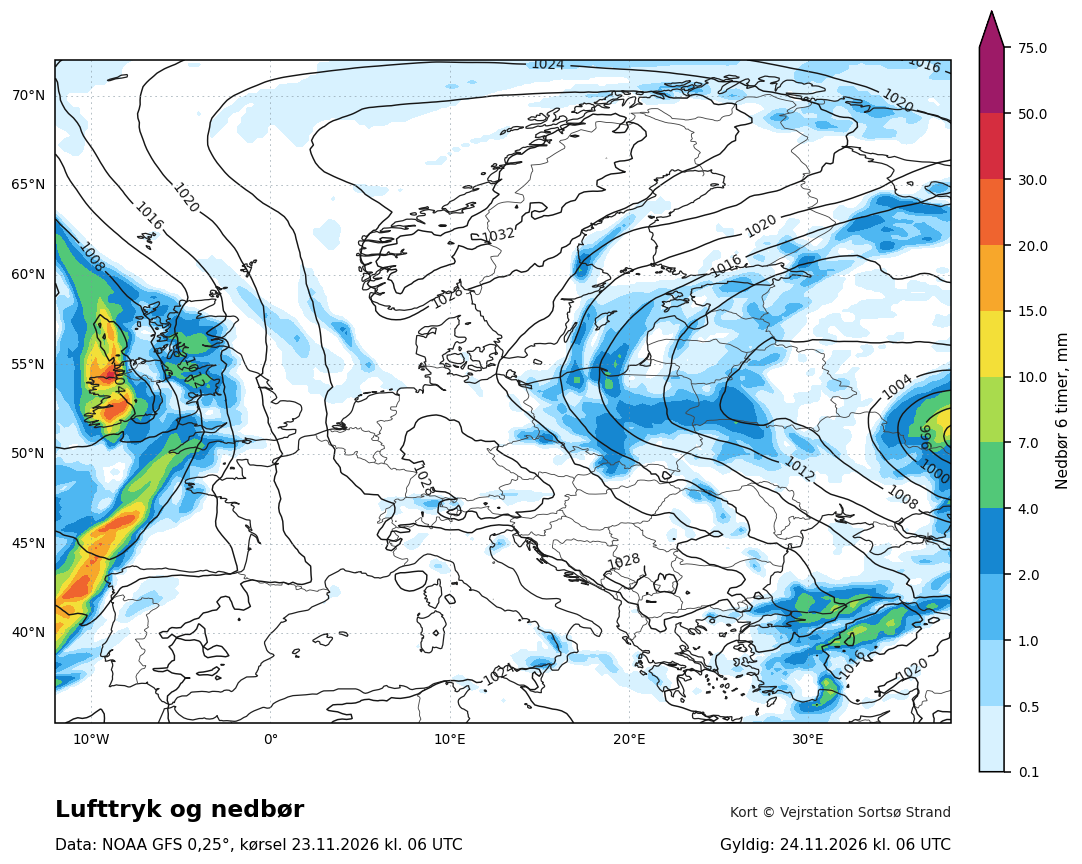 1016
1024
75.0
70°N
1020
50.0
65°N
1020
1016
1020
1032
30.0
1008
60°N
1016
20.0
1028
15.0
55°N
1004
1012
1004
10.0
Nedbør 6 timer, mm
996
7.0
50°N
1012
1000
1028
1008
4.0
45°N
2.0
1028
40°N
1.0
1016
1020
1024
0.5
10°W
0°
10°E
20°E
30°E
0.1
Lufttryk og nedbør
Kort © Vejrstation Sortsø Strand
Data: NOAA GFS 0,25°, kørsel 23.11.2026 kl. 06 UTC
Gyldig: 24.11.2026 kl. 06 UTC